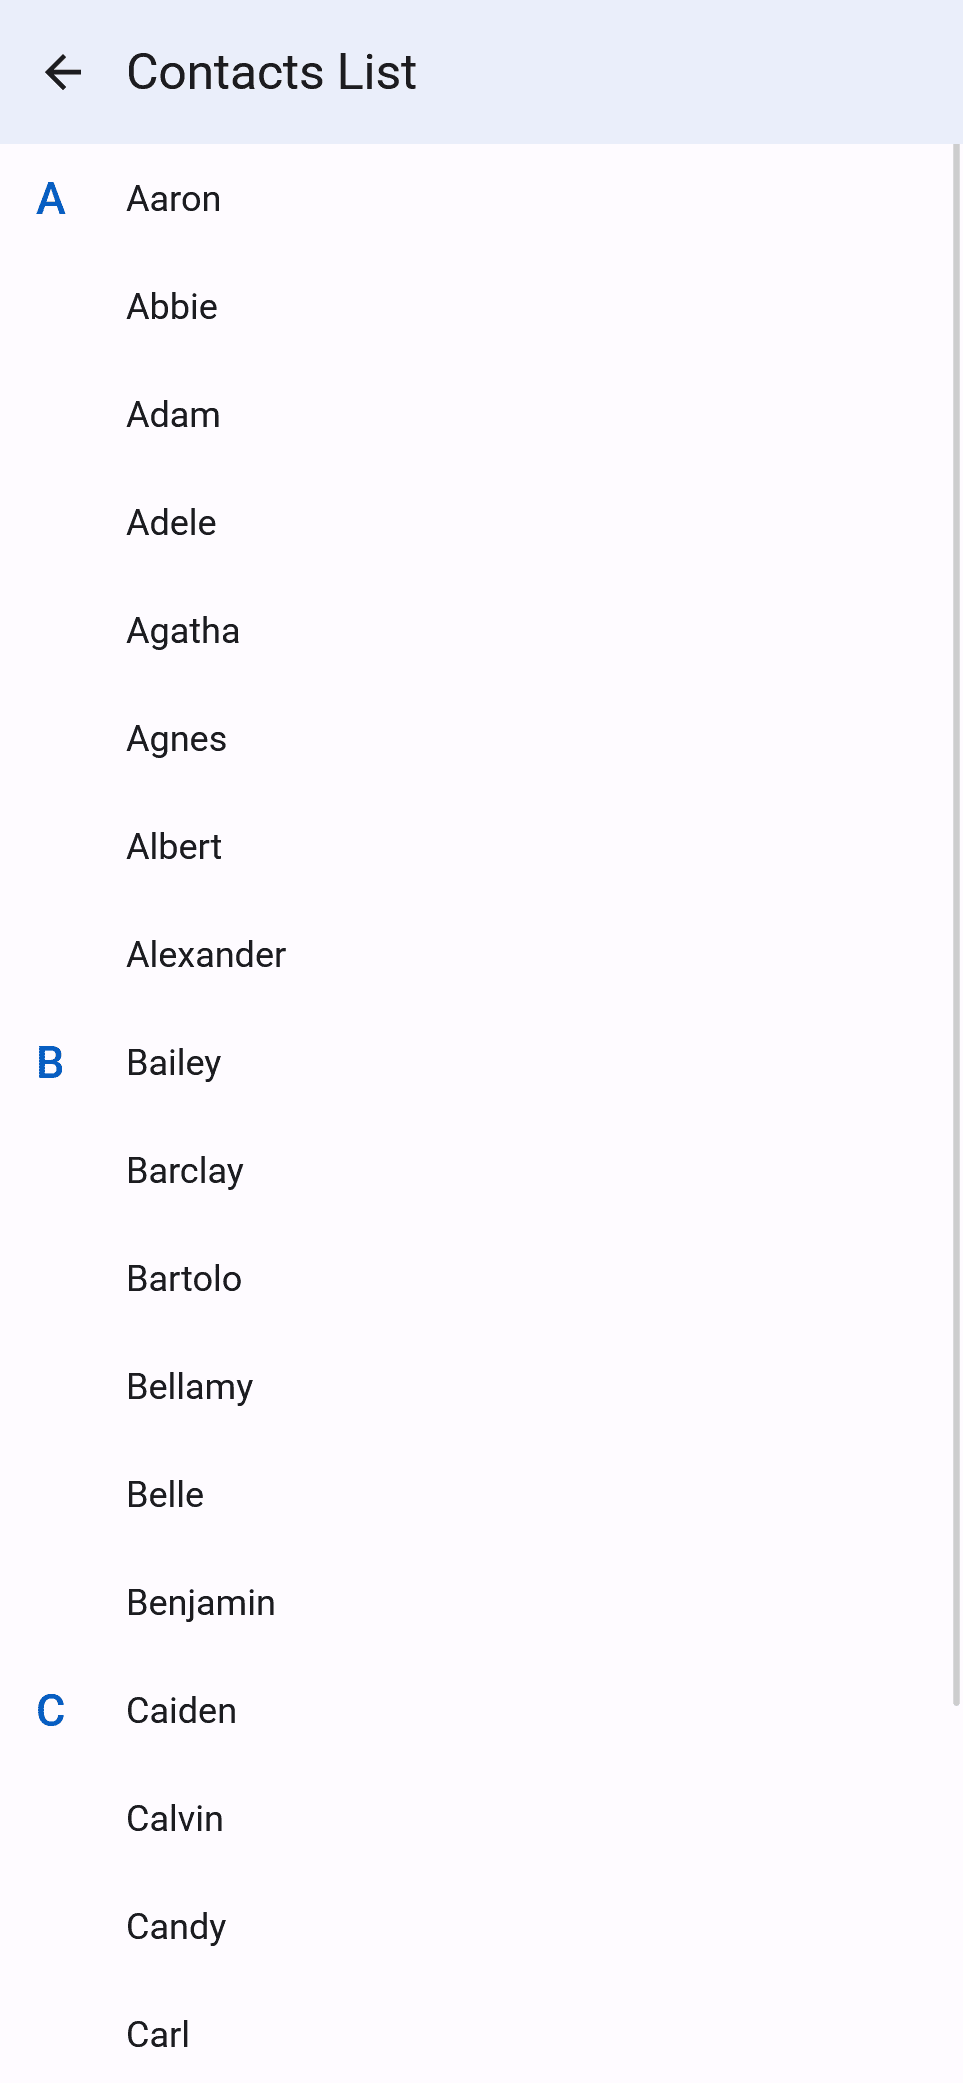 Contacts List
A Aaron
Abbie
Adam
Adele
Agatha
Agnes
Albert
Alexander
B Bailey
Barclay
Bartolo
Bellamy
Belle
Benjamin
C Caiden
Calvin
Candy
Carl